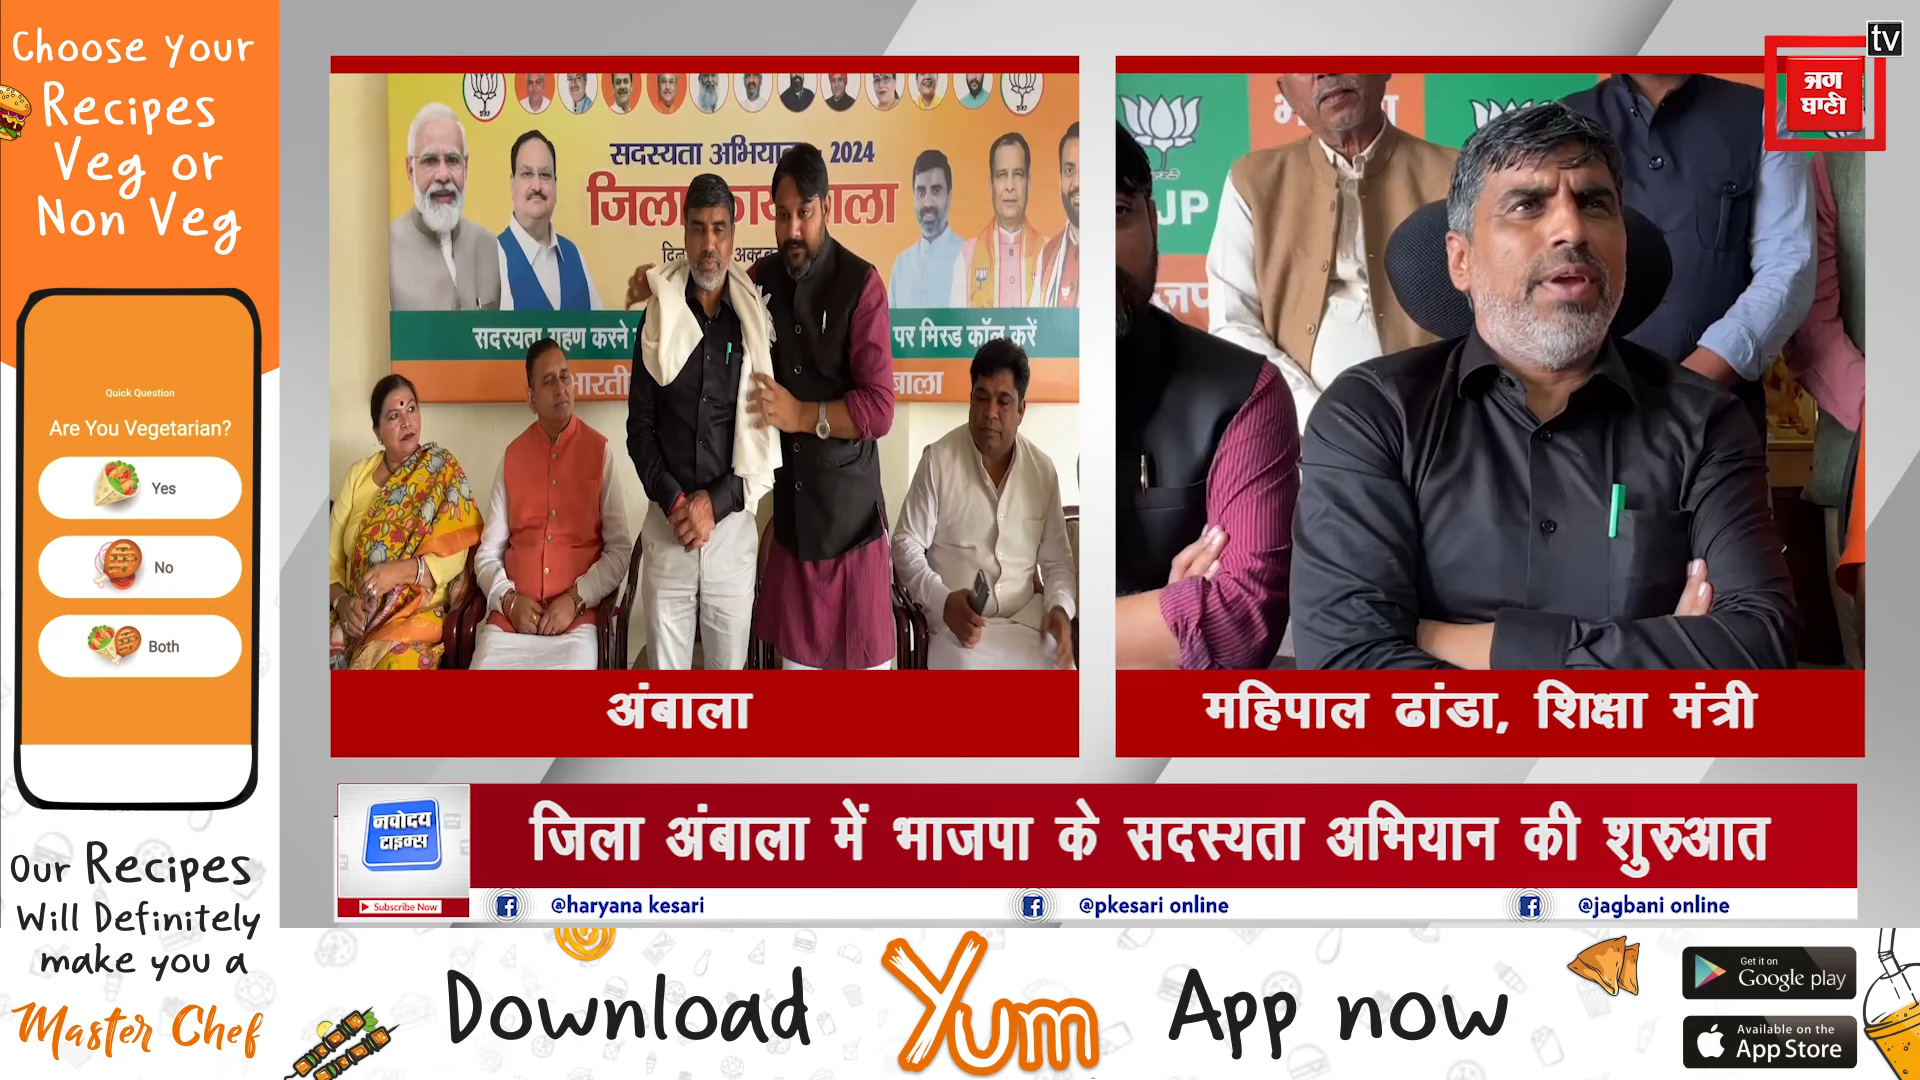 Choose Your
Recipes
Veg or
Non Veg
Quick Question
Are You Vegetarian?
Yes
No
Both
Our Recipes
Will Definitely
make you a
Master Chef
सदस्यता
2024
सदस्यता ग्रहण करने
पर मिस्ड कॉल करें
अंबाला
JP
tv
ਜਗ
ਬਾਣੀ
महिपाल ढांडा, शिक्षा मंत्री
नवोदय
टाइम्स
Subscribe Now
जिला अंबाला में भाजपा के सदस्यता अभियान की शुरुआत
@haryana kesari
@pkesari online
@jagbani online
Download Yum App now
Get it on
Google play
Available on the
App Store